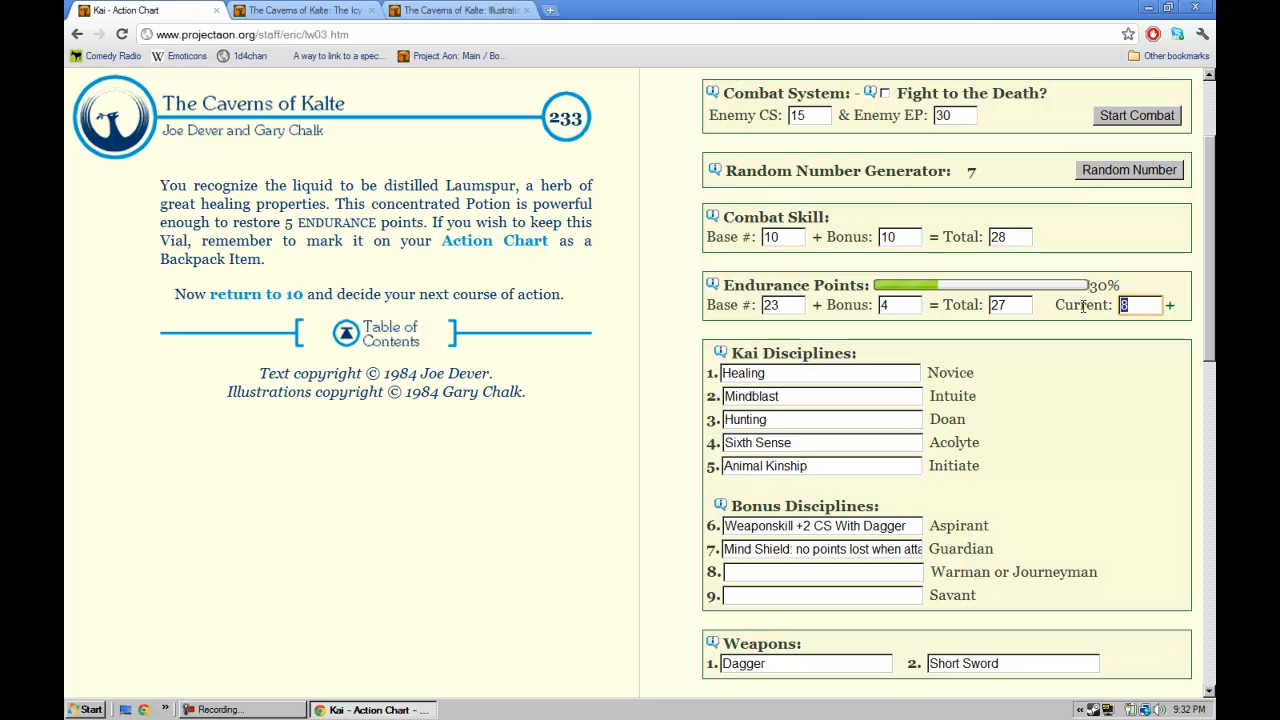 Kai - Action Chart
The Caverns of Kalte: The Icy
The Caverns of Kalte: Illustratin
www.projectaon.org/staff/eric/lw03.htm
Comedy Radio
Emoticons
1d4chan
A way to link to a spec...
Project Aon: Main / Bo...
Other bookmarks
The Caverns of Kalte
Joe Dever and Gary Chalk
233
You recognize the liquid to be distilled Laumspur, a herb of
great healing properties. This concentrated Potion is powerful
enough to restore 5 ENDURANCE points. If you wish to keep this
Vial, remember to mark it on your Action Chart as a
Backpack Item.
Now return to 10 and decide your next course of action.
Table of
Contents
Text copyright © 1984 Joe Dever.
Illustrations copyright © 1984 Gary Chalk.
Combat System: - Fight to the Death?
Enemy CS: 15 & Enemy EP: 30 Start Combat
Random Number Generator: 7 Random Number
Combat Skill:
Base #: 10 + Bonus: 10 = Total: 28
Endurance Points: 30%
Base #: 23 + Bonus: 4 = Total: 27 Current: 8 +
Kai Disciplines:
1. Healing Novice
2. Mindblast Intuite
3. Hunting Doan
4. Sixth Sense Acolyte
5. Animal Kinship Initiate
Bonus Disciplines:
6. Weaponskill +2 CS With Dagger Aspirant
7. Mind Shield: no points lost when atta Guardian
8. Warman or Journeyman
9. Savant
Weapons:
1. Dagger 2. Short Sword
Start
Recording...
Kai - Action Chart - ...
9:32 PM